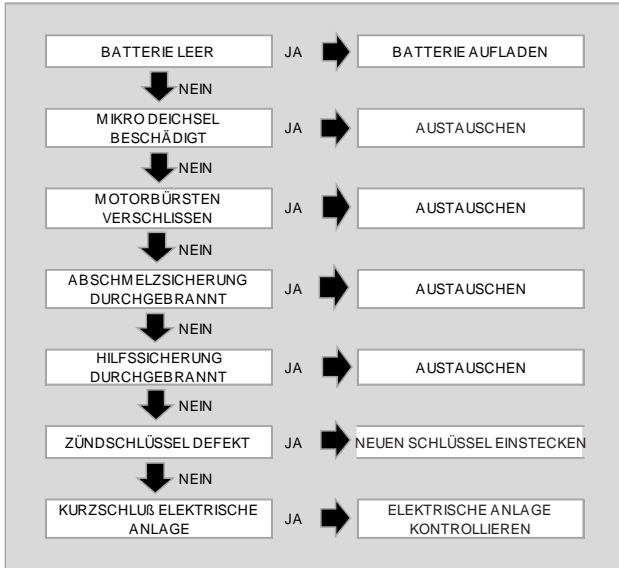 BATTERIE LEER JA BATTERIE AUFLADEN
NEIN
MIKRO DEICHSEL
BESCHÄDIGT
JA
AUSTAUSCHEN
NEIN
MOTORBÜRSTEN
VERSCHLISSEN
JA
AUSTAUSCHEN
NEIN
ABSCHMELZSICHERUNG
DURCHGEBRANNT
JA
AUSTAUSCHEN
NEIN
HILFSSICHERUNG
DURCHGEBRANNT
JA
AUSTAUSCHEN
NEIN
ZÜNDSCHLÜSSEL DEFEKT JA NEUEN SCHLÜSSEL EINSTECKEN
NEIN
KURZSCHLUß ELEKTRISCHE
ANLAGE
JA
ELEKTRISCHE ANLAGE
KONTROLLIEREN